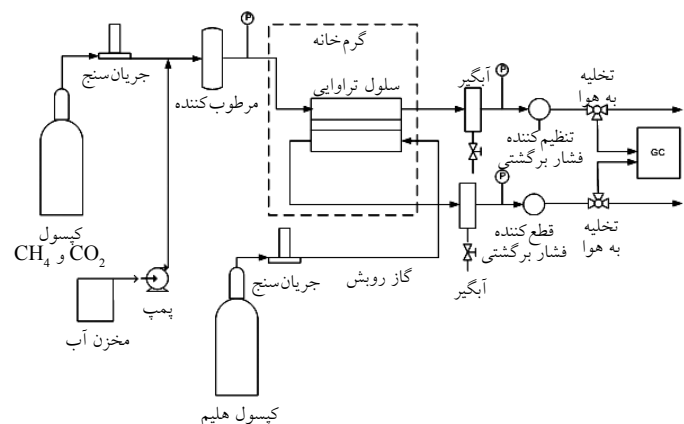 P
گرم‌خانه
جریان‌سنج
مرطوب‌کننده
سلول تراوایی
آبگیر
P
تخلیه
به هوا
تنظیم‌کننده
فشار برگشتی
GC
P
کپسول
CH4 و CO2
قطع‌کننده
فشار برگشتی
تخلیه
به هوا
جریان‌سنج
گاز روبش
آبگیر
پمپ
مخزن آب
کپسول هلیم